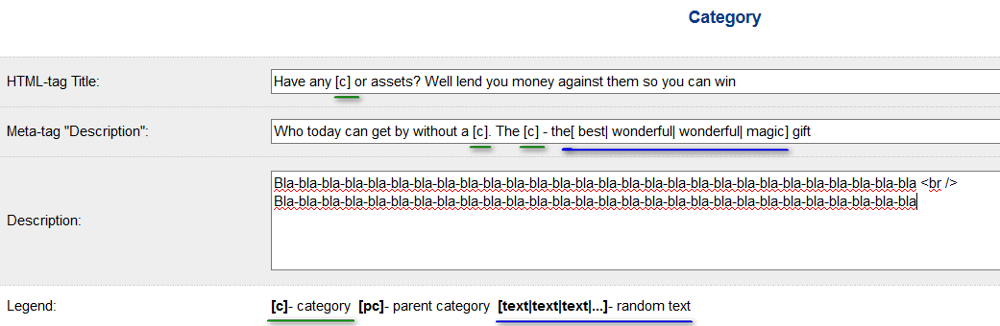 Category
HTML-tag Title: Have any [c] or assets? Well lend you money against them so you can win
Meta-tag "Description": Who today can get by without a [c]. The [c] - the[ best| wonderful| wonderful| magic] gift
Bla-bla-bla-bla-bla-bla-bla-bla-bla-bla-bla-bla-bla-bla-bla-bla-bla-bla-bla-bla-bla-bla-bla-bla-bla-bla-bla-bla <br />
Bla-bla-bla-bla-bla-bla-bla-bla-bla-bla-bla-bla-bla-bla-bla-bla-bla-bla-bla-bla-bla-bla-bla-bla-bla-bla-bla-bla
Description:
Legend: [c]- category [pc]- parent category [text|text|text|...]- random text